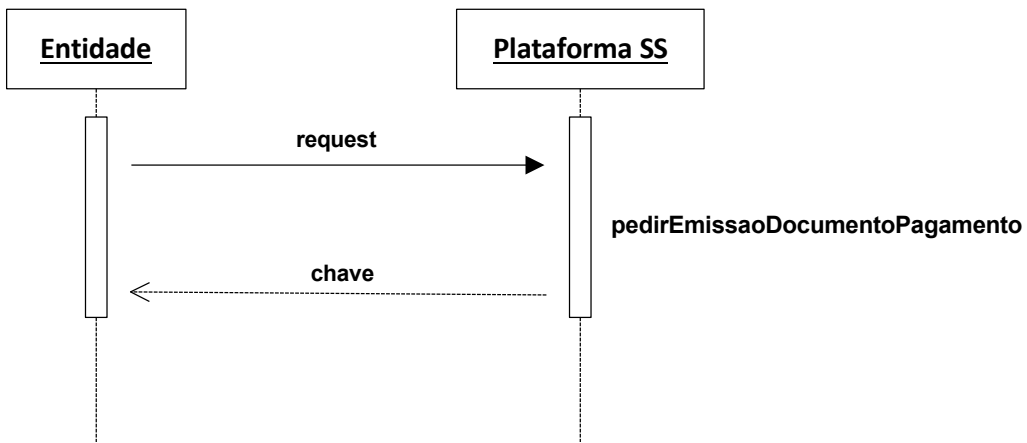 Entidade
Plataforma SS
request
pedirEmissaoDocumentoPagamento
chave